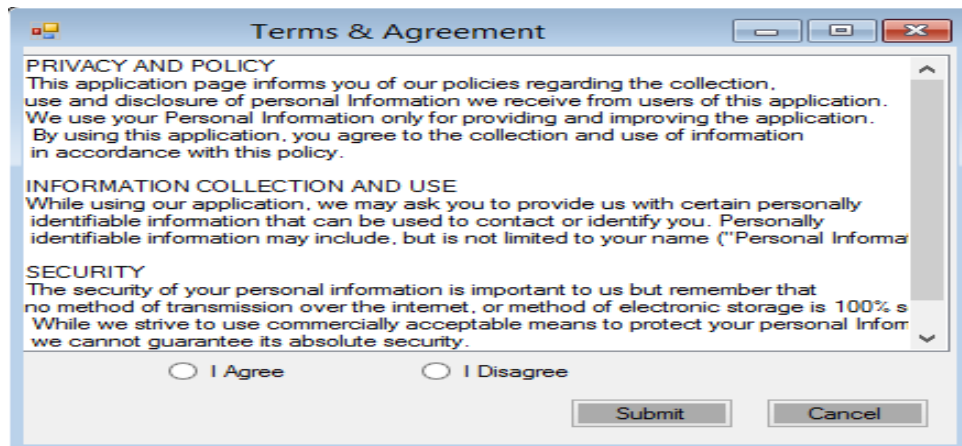 Terms & Agreement
PRIVACY AND POLICY
This application page informs you of our policies regarding the collection,
use and disclosure of personal Information we receive from users of this application.
We use your Personal Information only for providing and improving the application.
By using this application, you agree to the collection and use of information
in accordance with this policy.
INFORMATION COLLECTION AND USE
While using our application, we may ask you to provide us with certain personally
identifiable information that can be used to contact or identify you. Personally
identifiable information may include, but is not limited to your name ("Personal Informa
SECURITY
The security of your personal information is important to us but remember that
no method of transmission over the internet, or method of electronic storage is 100% s
While we strive to use commercially acceptable means to protect your personal Inform
we cannot guarantee its absolute security.
I Agree I Disagree
Submit Cancel